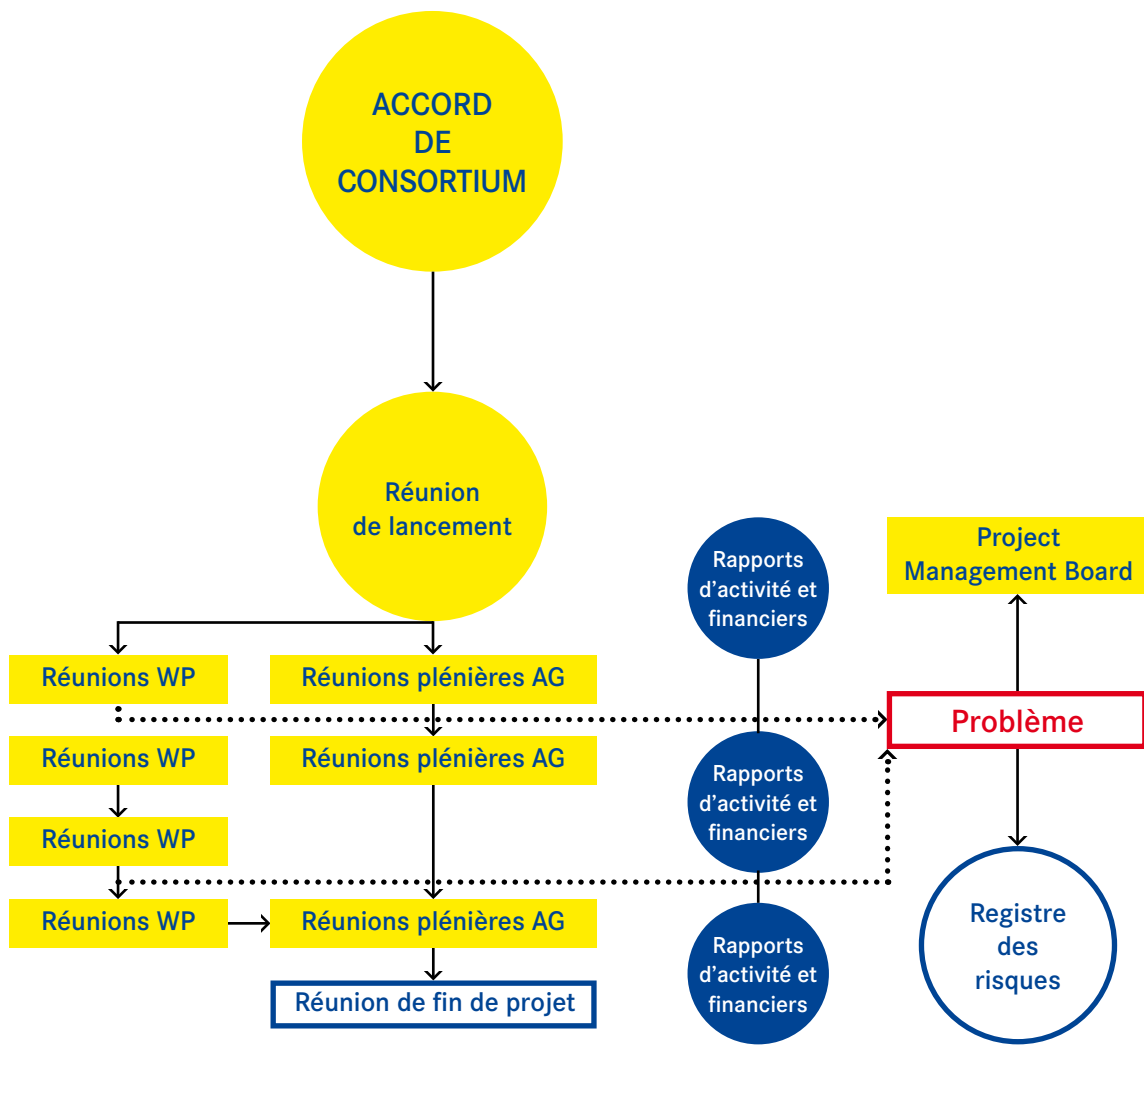 ACCORD
DE
CONSORTIUM
Réunion
de lancement
Réunions WP
Réunions plénières AG
Réunions WP
Réunions plénières AG
Réunions WP
Réunions WP
Réunions plénières AG
Réunion de fin de projet
Rapports
d’activité et
financiers
Rapports
d’activité et
financiers
Rapports
d’activité et
financiers
Project
Management Board
Problème
Registre
des
risques